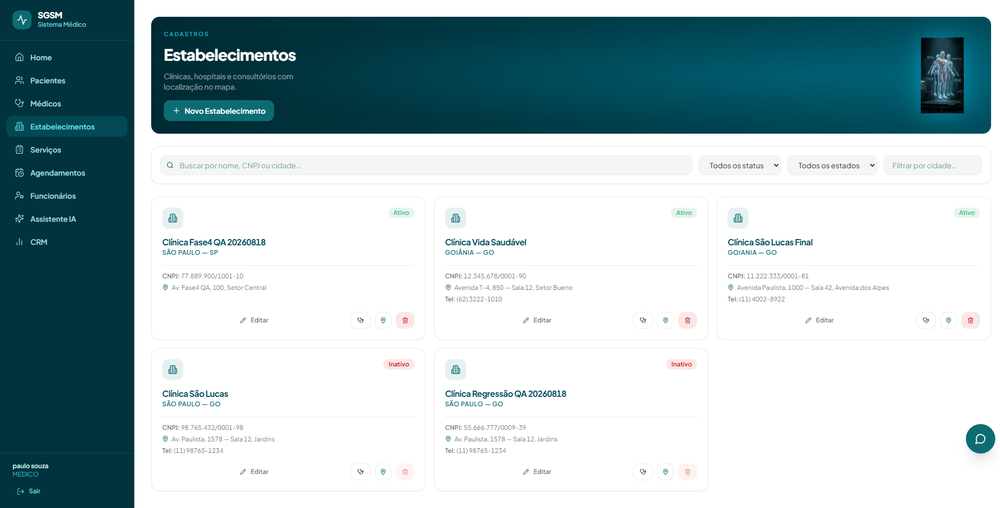 SGSM
Sistema Médico
Home
Pacientes
Médicos
Estabelecimentos
Serviços
Agendamentos
Funcionários
Assistente IA
CRM
paulo souza
MEDICO
Sair
CADASTROS
Estabelecimentos
Clínicas, hospitais e consultórios com
localização no mapa.
+ Novo Estabelecimento
Buscar por nome, CNPJ ou cidade...
Todos os status
Todos os estados
Filtrar por cidade...
Ativo
Clínica Fase4 QA 20260818
SÃO PAULO — SP
CNPJ: 77.889.900/1001-10
Av. Fase4 QA, 100, Setor Central
Editar
Ativo
Clínica Vida Saudável
GOIÂNIA — GO
CNPJ: 12.345.678/0001-90
Avenida T-4, 850 — Sala 12, Setor Bueno
Tel: (62) 3222-1010
Editar
Ativo
Clínica São Lucas Final
GOIANIA — GO
CNPJ: 11.222.333/0001-81
Avenida Paulista, 1000 — Sala 42, Avenida dos Alpes
Tel: (11) 4002-8922
Editar
Inativo
Clínica São Lucas
SÃO PAULO — GO
CNPJ: 98.765.432/0001-98
Av. Paulista, 1578 — Sala 12, Jardins
Tel: (11) 98765-1234
Editar
Inativo
Clínica Regressão QA 20260818
SÃO PAULO — GO
CNPJ: 55.666.777/0009-39
Av. Paulista, 1578 — Sala 12, Jardins
Tel: (11) 98765-1234
Editar